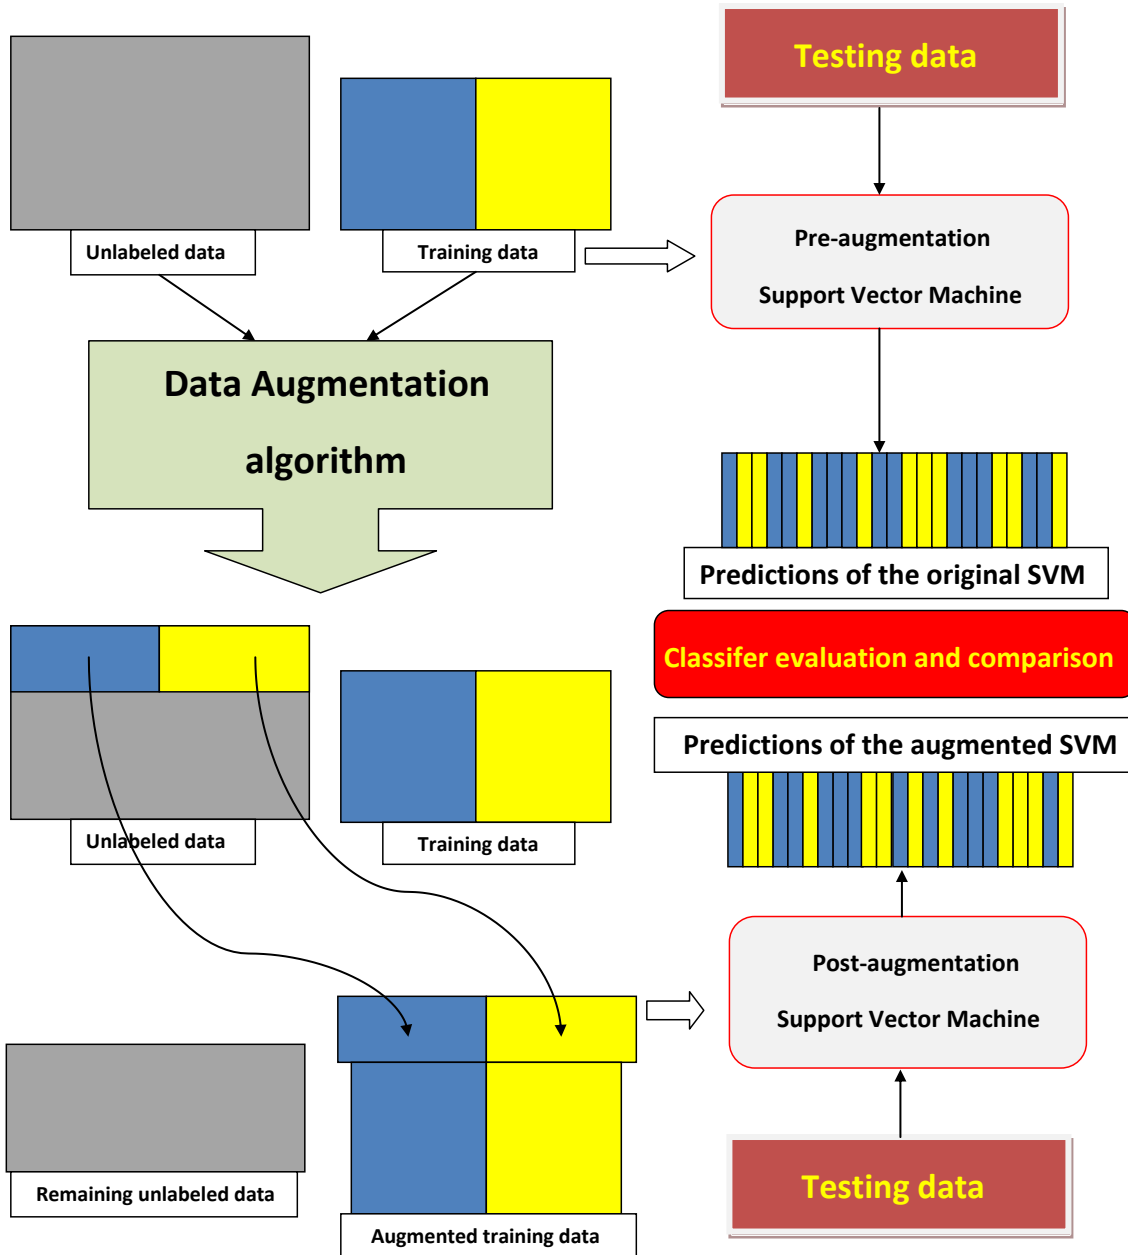 Testing data
Unlabeled data
Training data
Pre-augmentation
Support Vector Machine
Data Augmentation
algorithm
Predictions of the original SVM
Classifer evaluation and comparison
Predictions of the augmented SVM
Unlabeled data
Training data
Post-augmentation
Support Vector Machine
Remaining unlabeled data
Augmented training data
Testing data